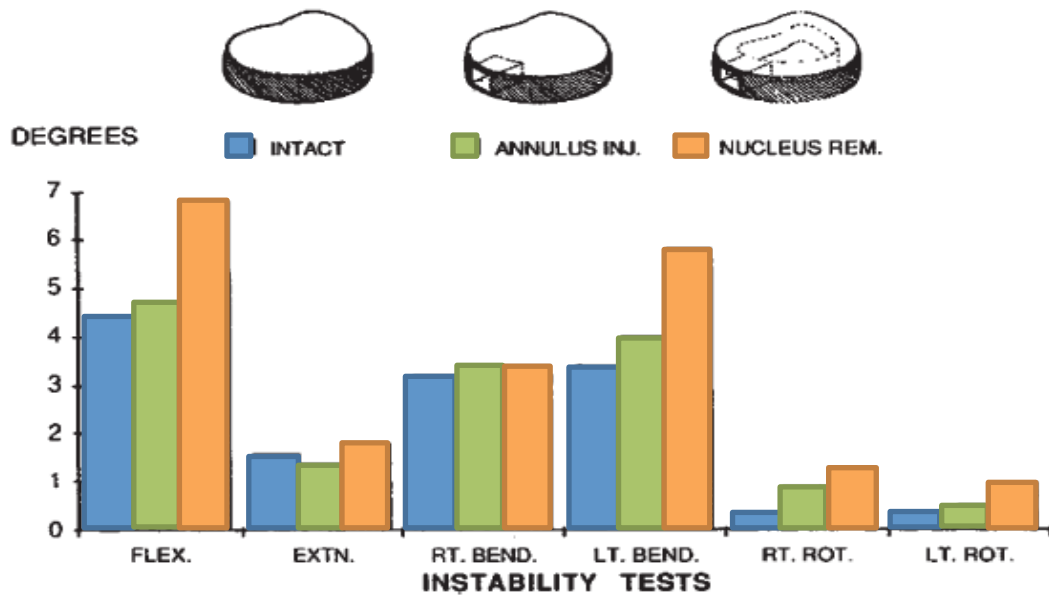 DEGREES
INTACT
ANNULUS INJ.
NUCLEUS REM.
7
6
5
4
3
2
1
0
FLEX.
EXTN.
RT. BEND.
LT. BEND.
RT. ROT.
LT. ROT.
INSTABILITY TESTS